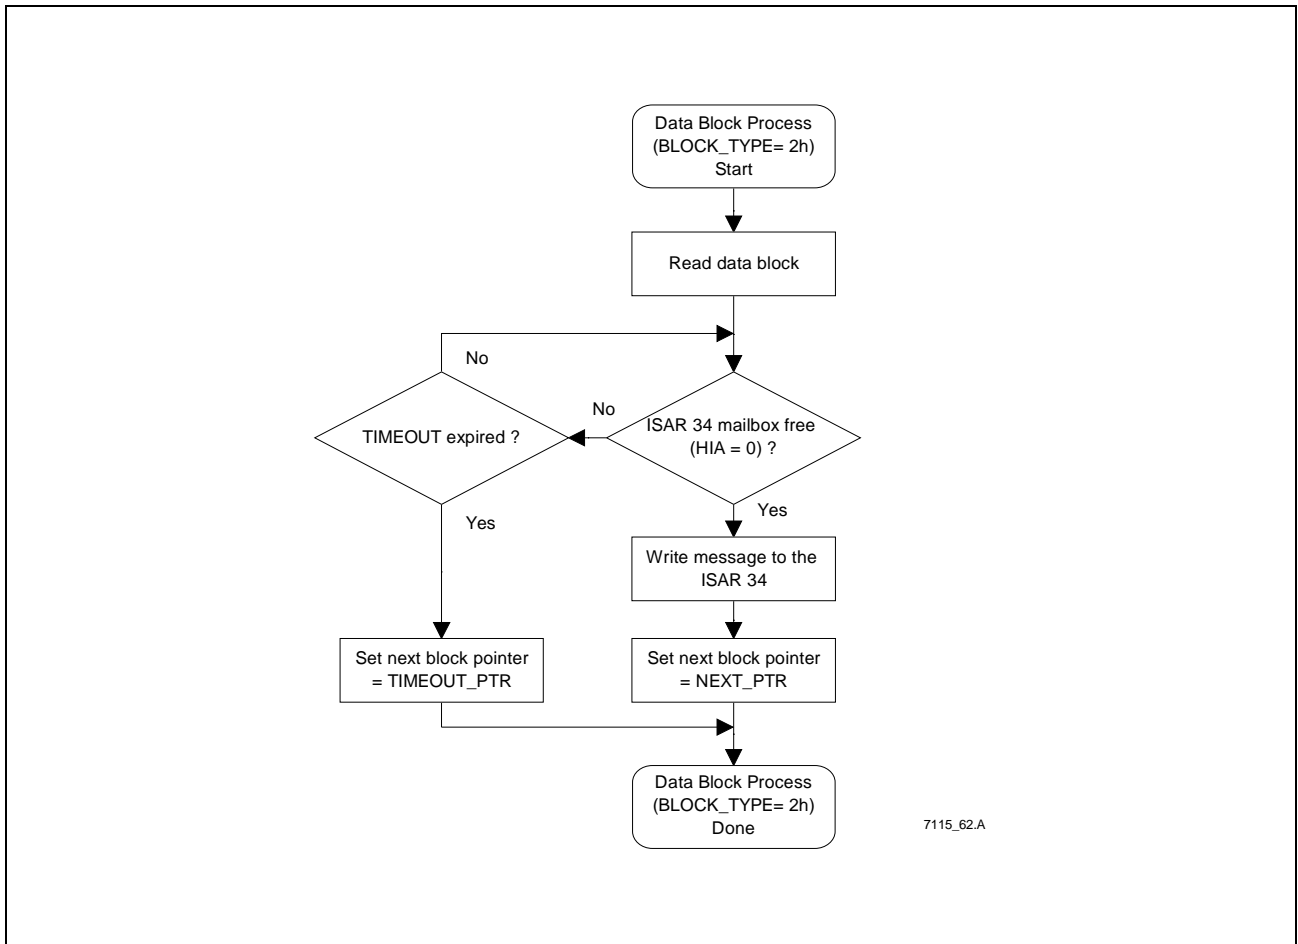 Data Block Process
(BLOCK_TYPE= 2h)
Start
Read data block
No
No
TIMEOUT expired ?
ISAR 34 mailbox free
(HIA = 0) ?
Yes
Yes
Write message to the
ISAR 34
Set next block pointer
= TIMEOUT_PTR
Set next block pointer
= NEXT_PTR
Data Block Process
(BLOCK_TYPE= 2h)
Done
7115_62.A